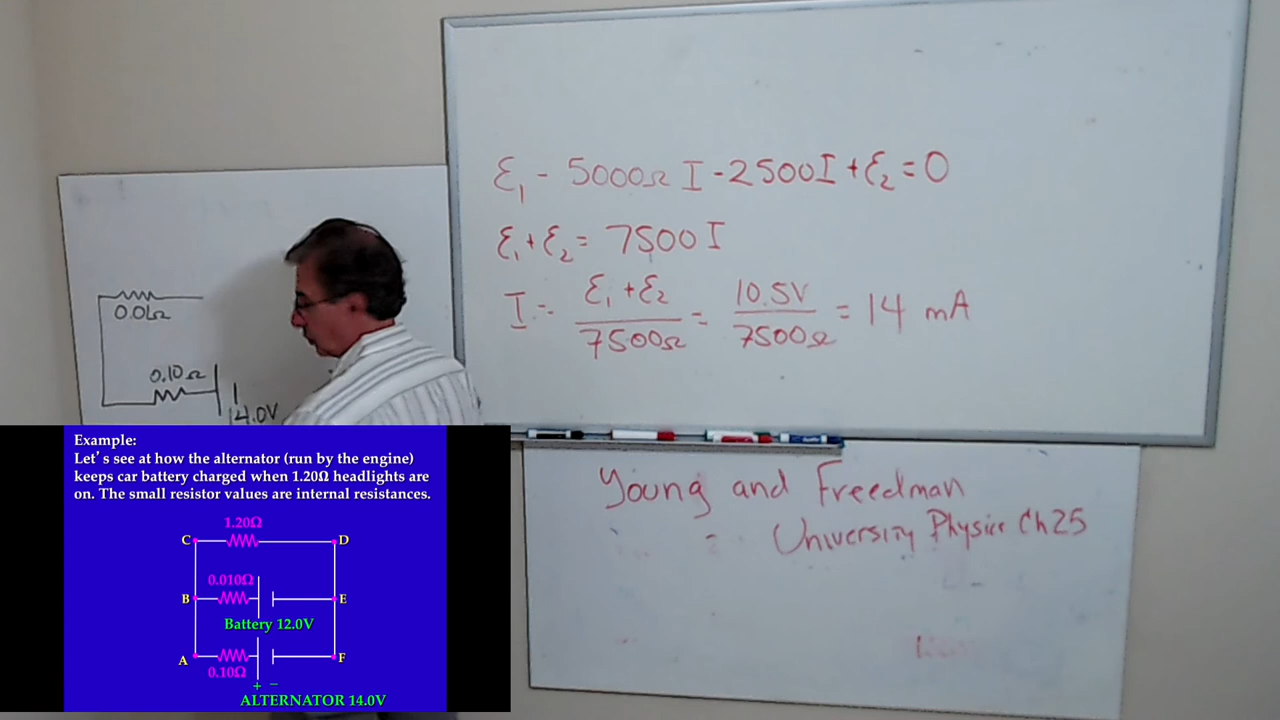 ε₁ - 5000Ω I - 2500I + ε₂ = 0
ε₁ + ε₂ = 7500 I
I = ε₁ + ε₂ / 7500Ω = 10.5V / 7500Ω = 14 mA
0.01Ω
0.10Ω
14.0V
Young and Freedman
- University Physics Ch 25
Example:
Let's see at how the alternator (run by the engine)
keeps car battery charged when 1.20Ω headlights are
on. The small resistor values are internal resistances.
1.20Ω
C D
0.010Ω
B E
Battery 12.0V
A F
0.10Ω
+ −
ALTERNATOR 14.0V